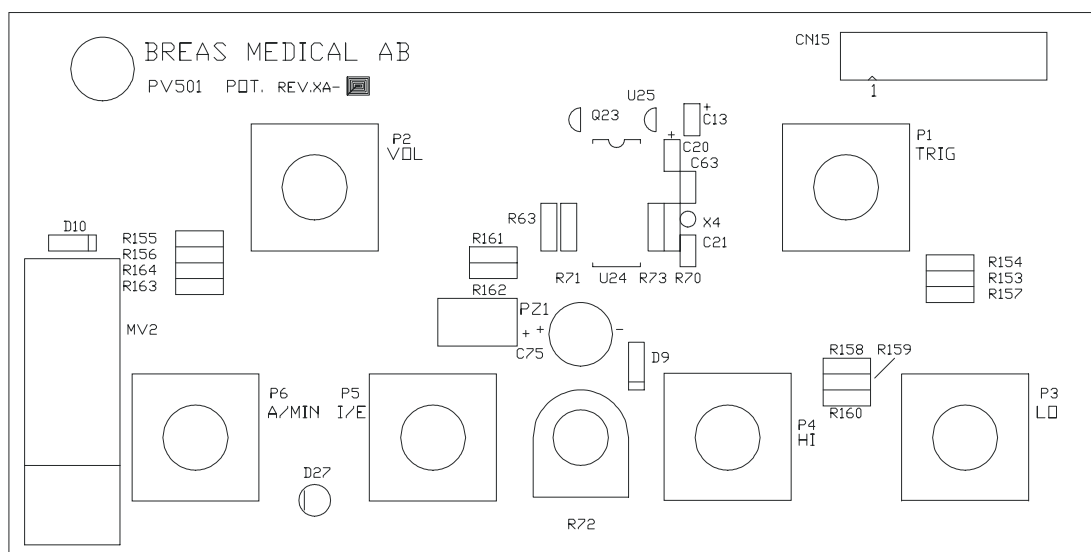 BREAS MEDICAL AB
PV501 POT. REV.XA-
CN15
1
U25
Q23
+
C13
+
C20
C63
P2
VOL
P1
TRIG
R63
X4
C21
D10
R155
R156
R164
R163
R161
R162
R71
U24
R73
R70
R154
R153
R157
MV2
PZ1
+
+
-
C75
D9
R158
R159
R160
P6
A/MIN
P5
I/E
P4
HI
P3
LO
D27
R72